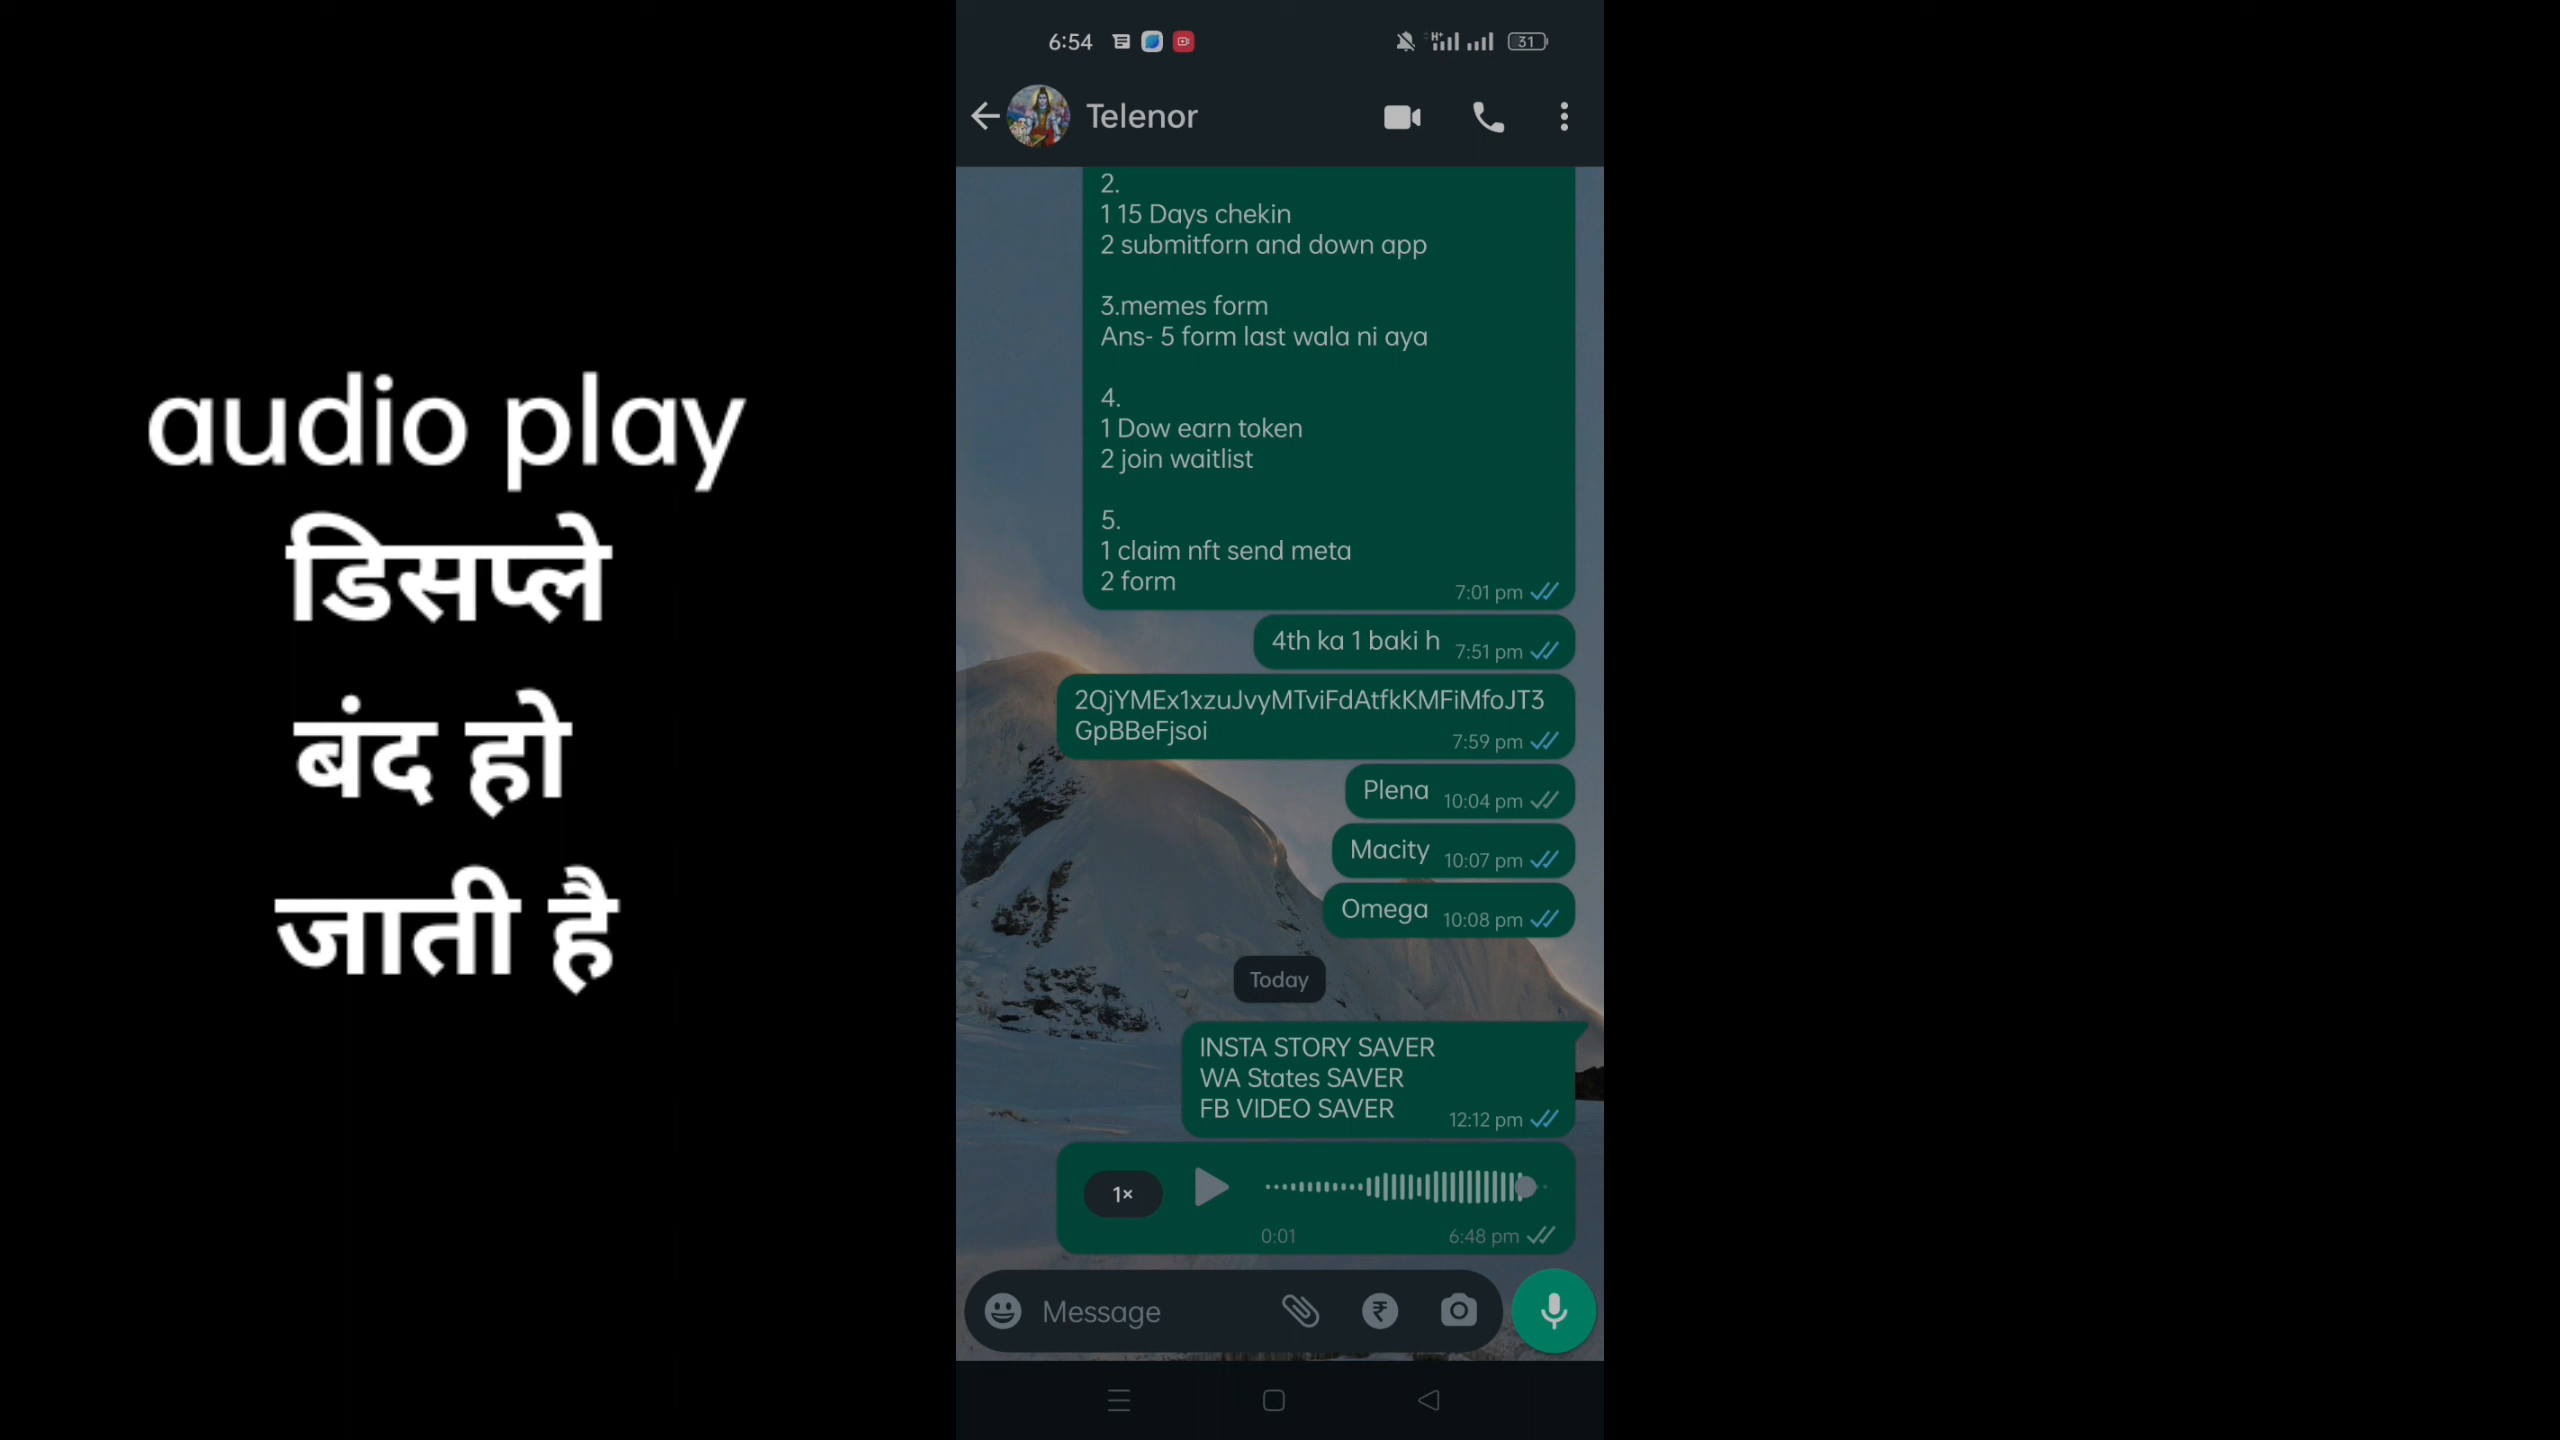 audio play
डिसप्ले
बंद हो
जाती है
6:54
H+
31
Telenor
2.
1 15 Days chekin
2 submitforn and down app
3.memes form
Ans- 5 form last wala ni aya
4.
1 Dow earn token
2 join waitlist
5.
1 claim nft send meta
2 form
7:01 pm
4th ka 1 baki h 7:51 pm
2QjYMEx1xzuJvyMTviFdAtfkKMFiMfoJT3
GpBBeFjsoi 7:59 pm
Plena 10:04 pm
Macity 10:07 pm
Omega 10:08 pm
Today
INSTA STORY SAVER
WA States SAVER
FB VIDEO SAVER 12:12 pm
1×
0:01 6:48 pm
Message
₹